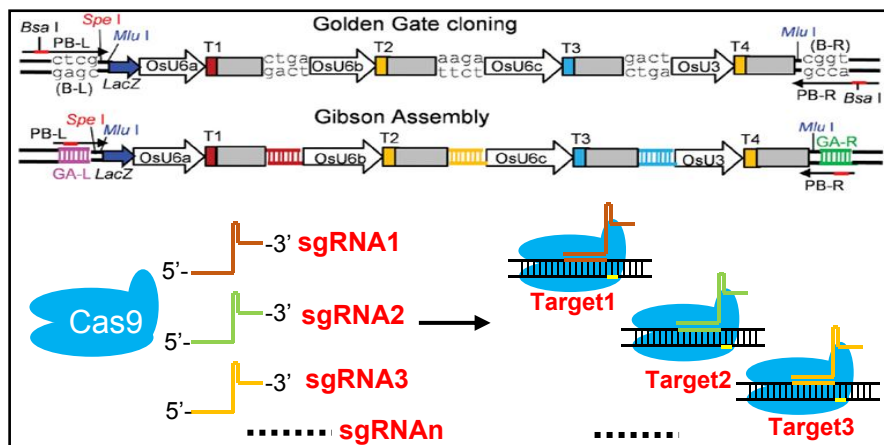 Golden Gate cloning
Spe I
Bsa I PB-L Mlu I T1 T2 T3 T4 Mlu I (B-R)
ctcg ctga aaga gact cggt
OsU6a OsU6b OsU6c OsU3
gagc gact ttct ctga gcca
(B-L) LacZ PB-R Bsa I
Gibson Assembly
Spe I
PB-L Mlu I T1 T2 T3 T4 Mlu I
GA-R
OsU6a OsU6b OsU6c OsU3
GA-L LacZ PB-R
5’- -3’ sgRNA1
Cas9
5’- -3’ sgRNA2
5’- -3’ sgRNA3
sgRNAn
Target1
Target2
Target3